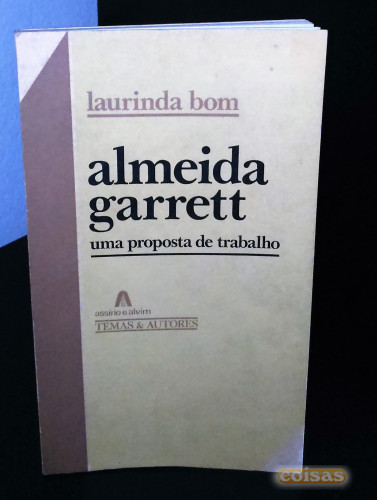 laurinda bom
almeida
garrett
uma proposta de trabalho
assírio e alvim
TEMAS & AUTORES
coisas